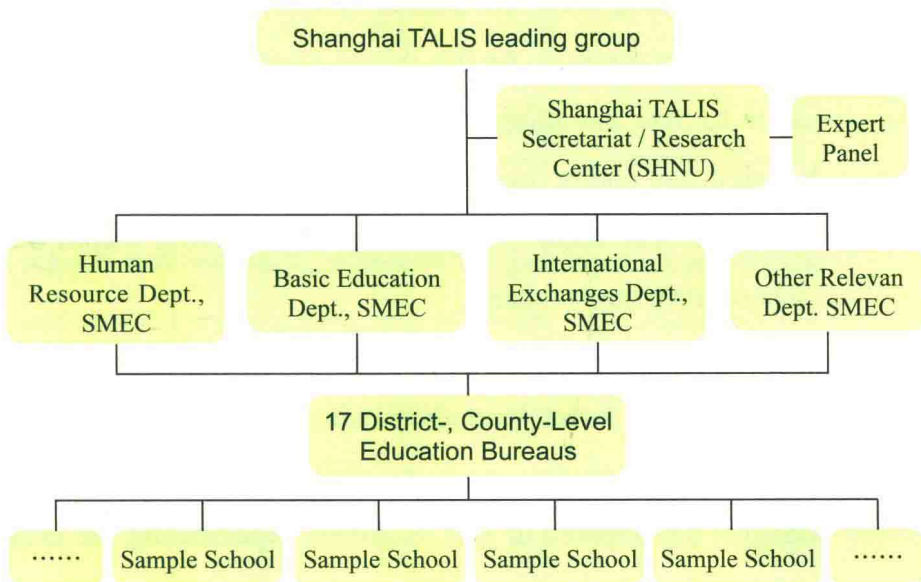 Shanghai TALIS leading group
Shanghai TALIS
Secretariat / Research
Center (SHNU)
Expert
Panel
Human
Resource Dept.,
SMEC
Basic Education
Dept., SMEC
International
Exchanges Dept.,
SMEC
Other Relevan
Dept. SMEC
17 District-, County-Level
Education Bureaus
······
Sample School
Sample School
Sample School
Sample School
······